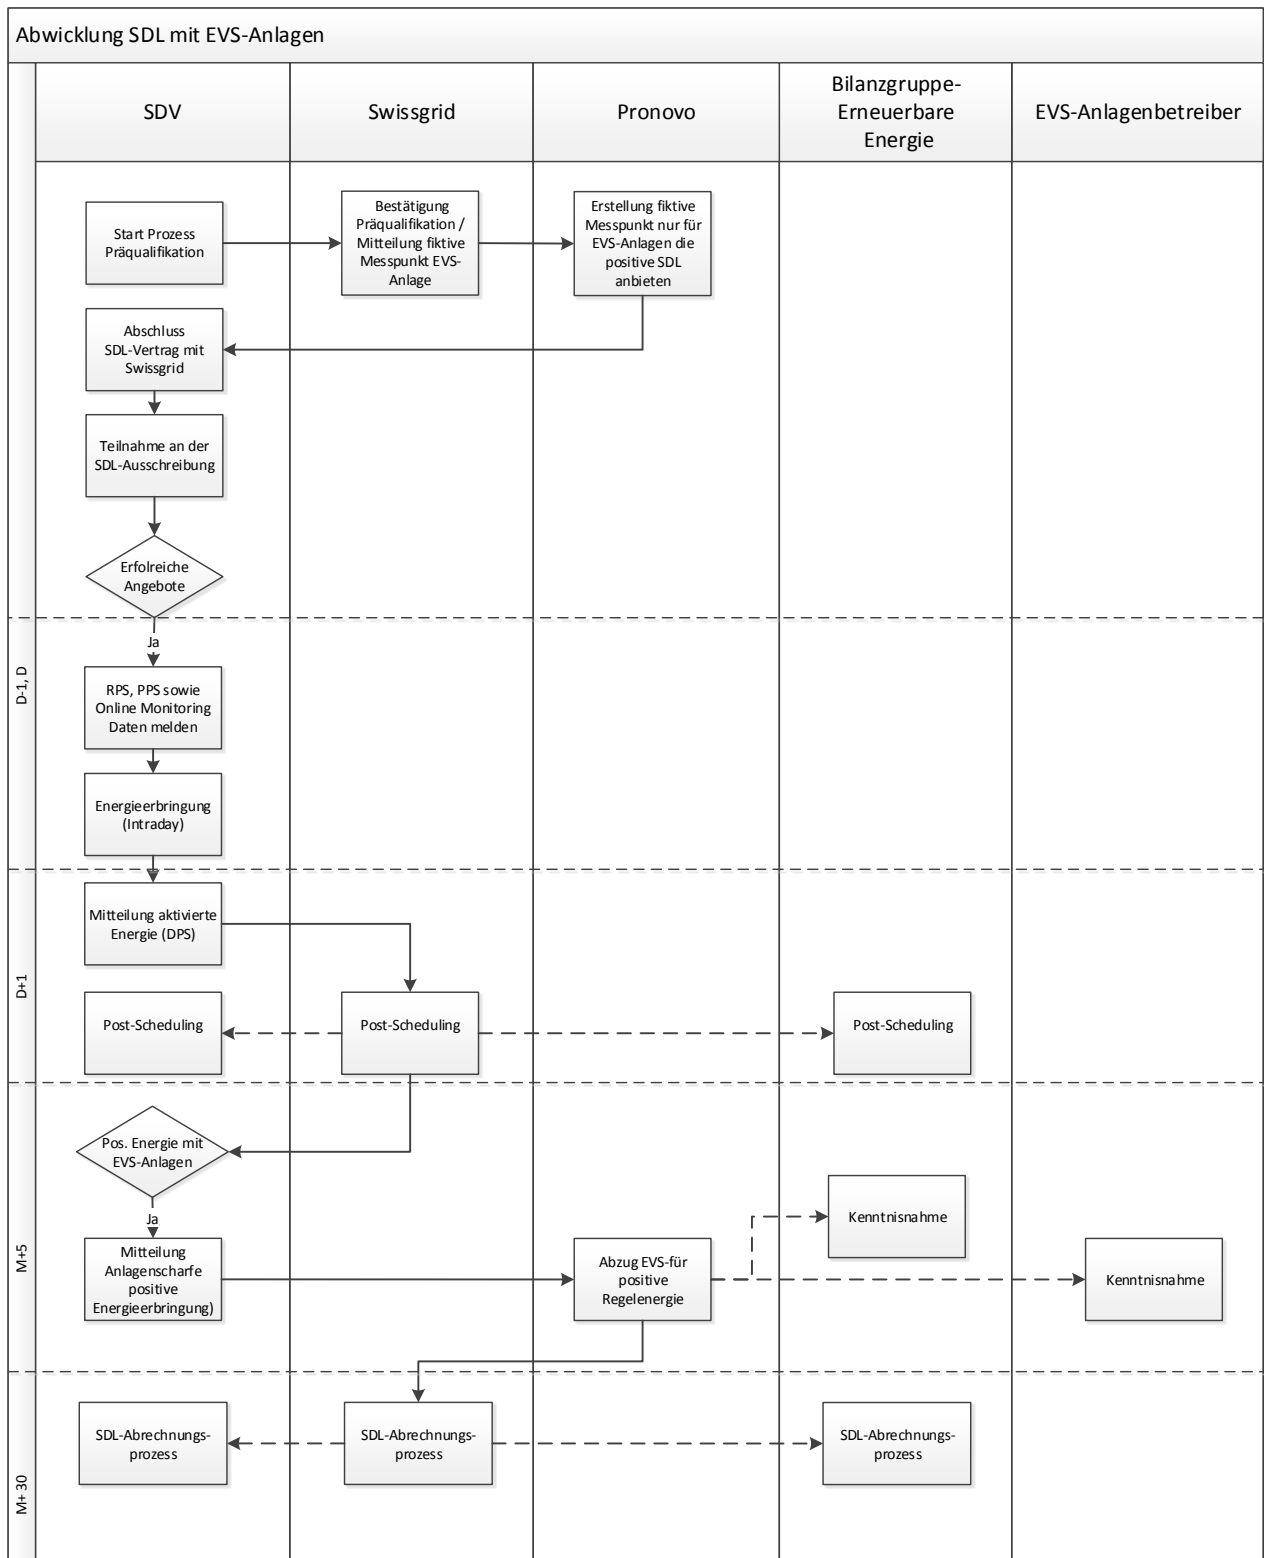 Abwicklung SDL mit EVS-Anlagen
SDV
Swissgrid
Pronovo
Bilanzgruppe-
Erneuerbare
Energie
EVS-Anlagenbetreiber
Start Prozess
Präqualifikation
Bestätigung
Präqualifikation /
Mitteilung fiktive
Messpunkt EVS-
Anlage
Erstellung fiktive
Messpunkt nur für
EVS-Anlagen die
positive SDL
anbieten
Abschluss
SDL-Vertrag mit
Swissgrid
Teilnahme an der
SDL-Ausschreibung
Erfolreiche
Angebote
D-1, D
Ja
RPS, PPS sowie
Online Monitoring
Daten melden
Energieerbringung
(Intraday)
D+1
Mitteilung aktivierte
Energie (DPS)
Post-Scheduling
Post-Scheduling
Post-Scheduling
M+5
Pos. Energie mit
EVS-Anlagen
Ja
Mitteilung
Anlagenscharfe
positive
Energieerbringung)
Abzug EVS-für
positive
Regelenergie
Kenntnisnahme
Kenntnisnahme
M+ 30
SDL-Abrechnungs-
prozess
SDL-Abrechnungs-
prozess
SDL-Abrechnungs-
prozess